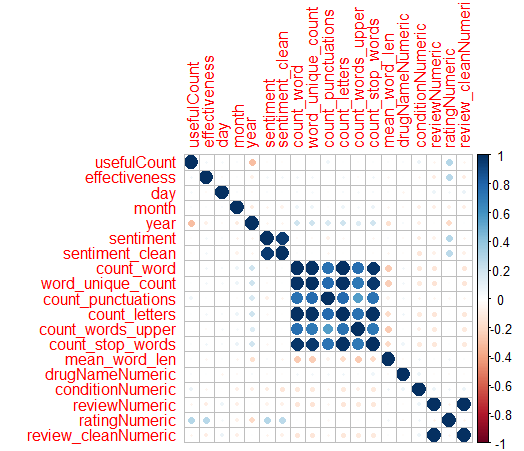 usefulCount
effectiveness
day
month
year
sentiment
sentiment_clean
count_word
word_unique_count
count_punctuations
count_letters
count_words_upper
count_stop_words
mean_word_len
drugNameNumeric
conditionNumeric
reviewNumeric
ratingNumeric
review_cleanNumeric
usefulCount
effectiveness
day
month
year
sentiment
sentiment_clean
count_word
word_unique_count
count_punctuations
count_letters
count_words_upper
count_stop_words
mean_word_len
drugNameNumeric
conditionNumeric
reviewNumeric
ratingNumeric
review_cleanNumeric
1
0.8
0.6
0.4
0.2
0
-0.2
-0.4
-0.6
-0.8
-1